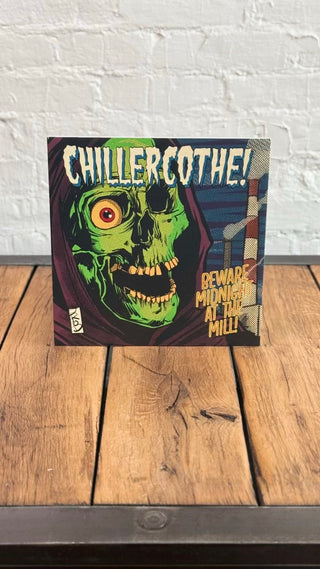 CHILLERCOTHE!
BEWARE
MIDNIGHT
AT THE
MILL!